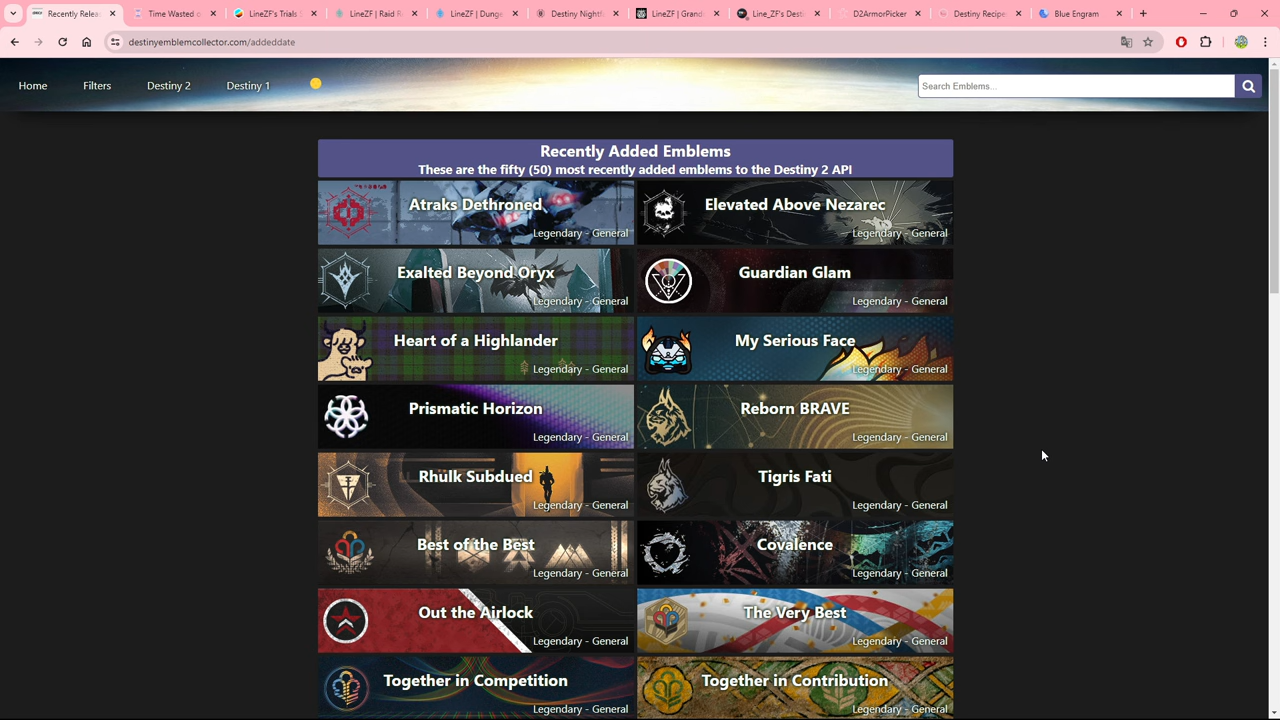 Recently Relea
Time Wasted o
LineZF's Trials
LineZF | Raid R
LineZF | Dunge
Destiny Nightf
LineZF | Grand
Line_ZF's Dest
D2ArmorPicker
Destiny Recipe
Blue Engram
destinyemblemcollector.com/addeddate
Home
Filters
Destiny 2
Destiny 1
Search Emblems...
Recently Added Emblems
These are the fifty (50) most recently added emblems to the Destiny 2 API
Atraks Dethroned
Legendary - General
Elevated Above Nezarec
Legendary - General
Exalted Beyond Oryx
Legendary - General
Guardian Glam
Legendary - General
Heart of a Highlander
Legendary - General
My Serious Face
Legendary - General
Prismatic Horizon
Legendary - General
Reborn BRAVE
Legendary - General
Rhulk Subdued
Legendary - General
Tigris Fati
Legendary - General
Best of the Best
Legendary - General
Covalence
Legendary - General
Out the Airlock
Legendary - General
The Very Best
Legendary - General
Together in Competition
Legendary - General
Together in Contribution
Legendary - General